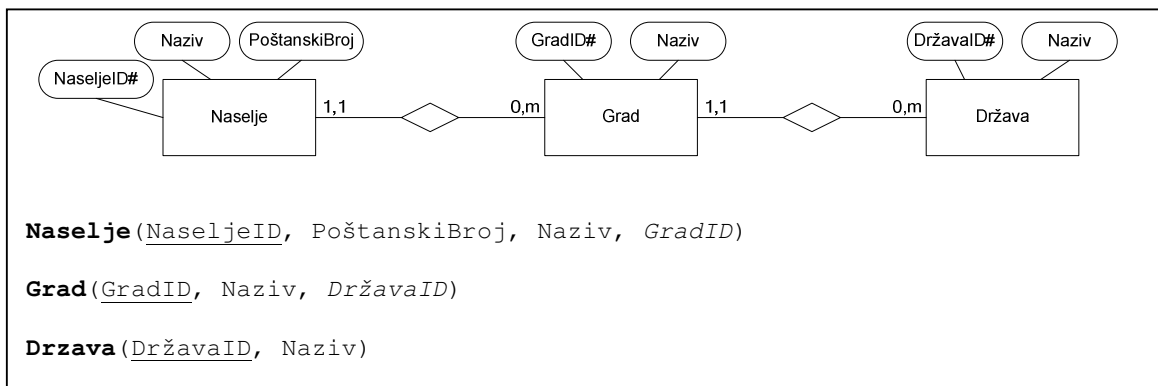 Naziv PoštanskiBroj GradID# Naziv DržavaID# Naziv
NaseljeID#
Naselje 1,1 0,m Grad 1,1 0,m Država
Naselje(NaseljeID, PoštanskiBroj, Naziv, GradID)
Grad(GradID, Naziv, DržavaID)
Drzava(DržavaID, Naziv)